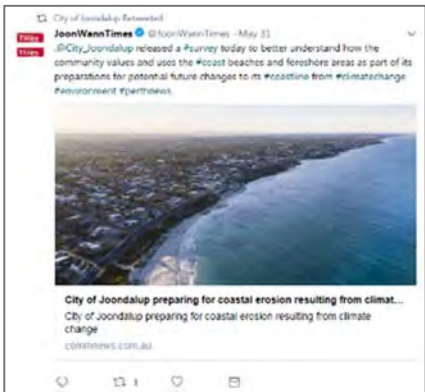 City of Joondalup Retweeted
JoonWannTimes @JoonWannTimes - May 31
.@City_Joondalup released a #survey today to better understand how the
community values and uses the #coast beaches and foreshore areas as part of its
preparations for potential future changes to its #coastline from #climatechange
#environment #perthnews
City of Joondalup preparing for coastal erosion resulting from climat...
City of Joondalup preparing for coastal erosion resulting from climate
change
commnews.com.au
1